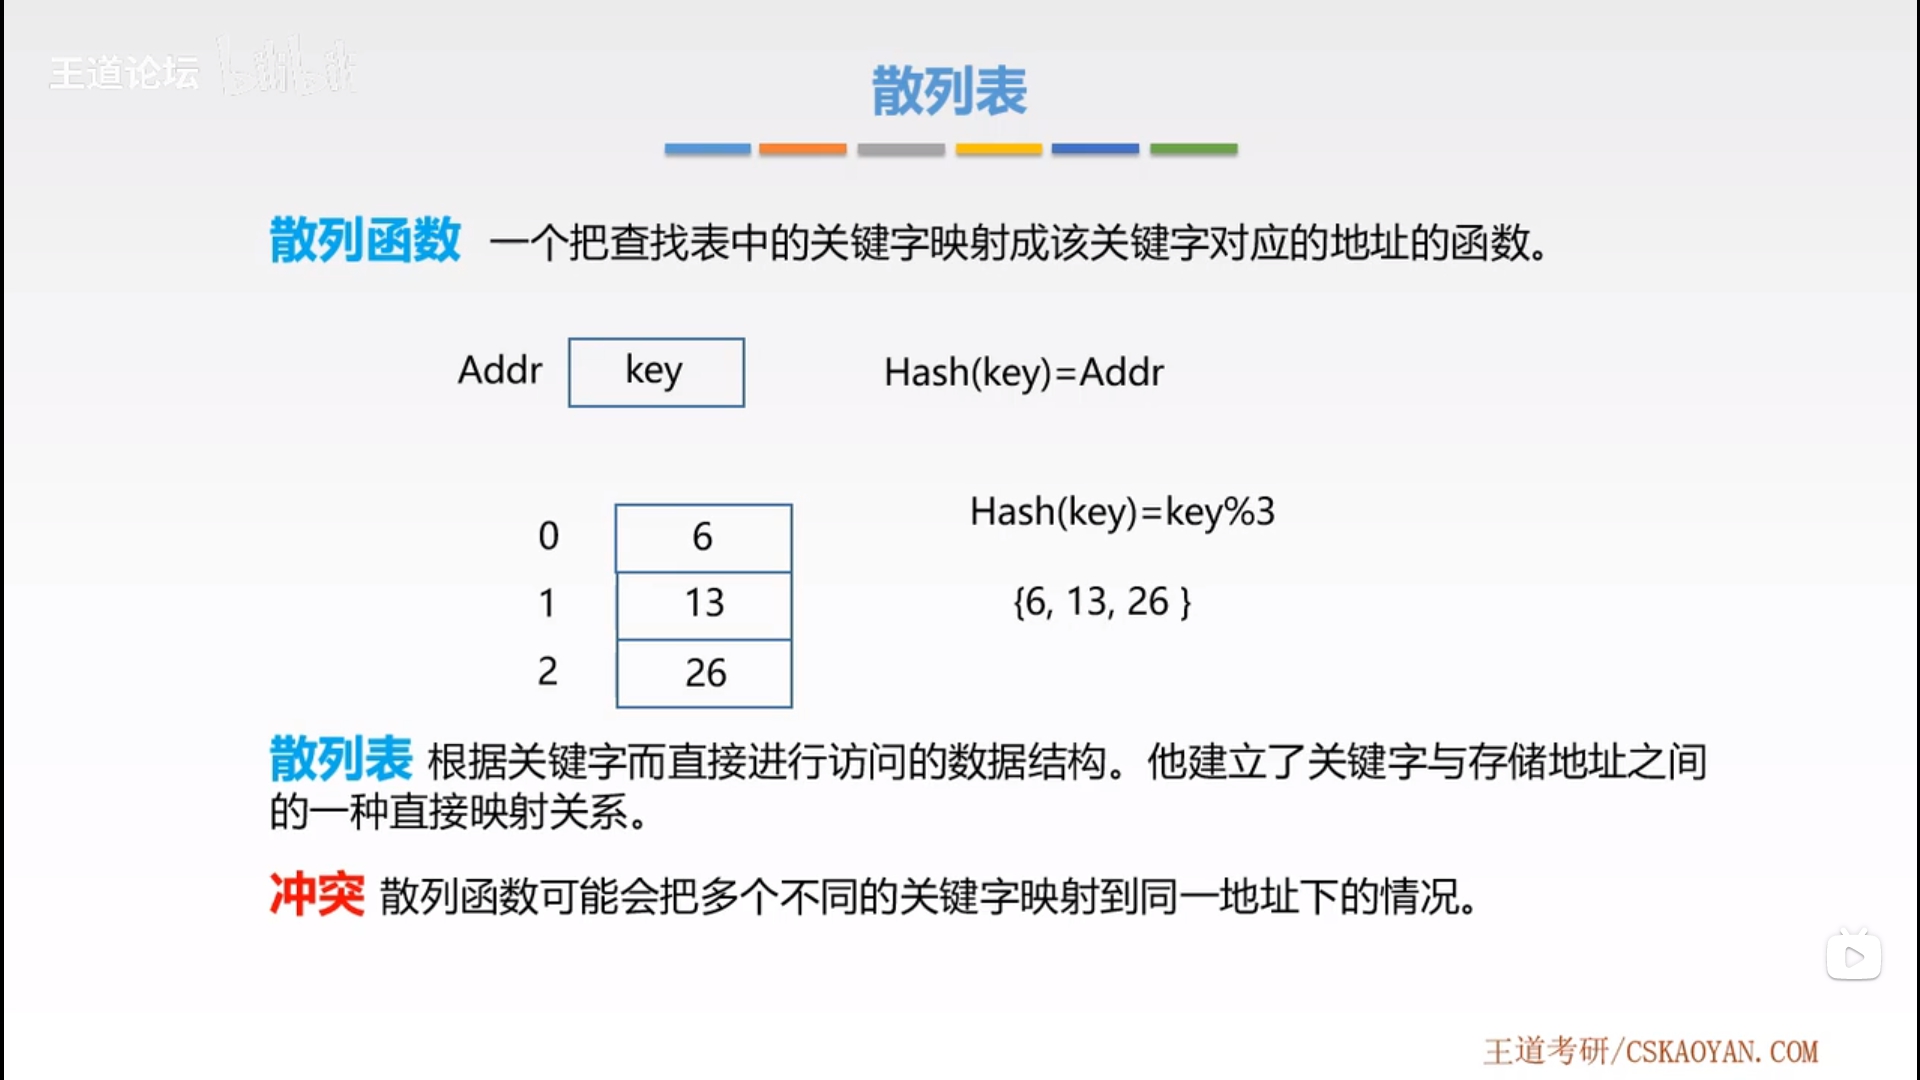 王道论坛 bilibili
散列表
散列函数 一个把查找表中的关键字映射成该关键字对应的地址的函数。
Addr key Hash(key)=Addr
Hash(key)=key%3
0 6
1 13 {6, 13, 26 }
2 26
散列表 根据关键字而直接进行访问的数据结构。他建立了关键字与存储地址之间
的一种直接映射关系。
冲突 散列函数可能会把多个不同的关键字映射到同一地址下的情况。
王道考研/CSKAOYAN.COM